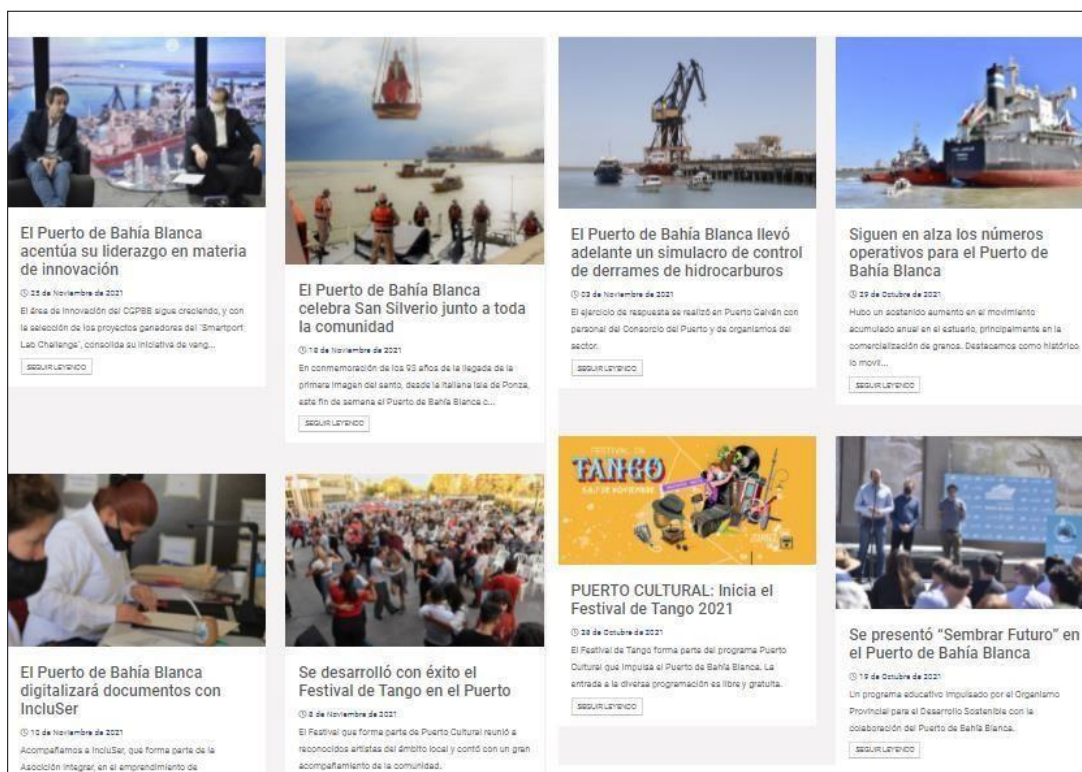 El Puerto de Bahía Blanca
acentúa su liderazgo en materia
de innovación
25 de Noviembre de 2021
El área de Innovación del CGPBB sigue creciendo, y con
la selección de los proyectos ganadores del "Smartport
Lab Challenge", consolida su iniciativa de vang...
SEGUIR LEYENDO
El Puerto de Bahía Blanca
celebra San Silverio junto a toda
la comunidad
18 de Noviembre de 2021
En conmemoración de los 93 años de la llegada de la
primera imagen del santo, desde la italiana Isla de Ponza,
este fin de semana el Puerto de Bahía Blanca c...
SEGUIR LEYENDO
El Puerto de Bahía Blanca llevó
adelante un simulacro de control
de derrames de hidrocarburos
03 de Noviembre de 2021
El ejercicio de respuesta se realizó en Puerto Galván con
personal del Consorcio del Puerto y de organismos del
sector.
SEGUIR LEYENDO
Siguen en alza los números
operativos para el Puerto de
Bahía Blanca
29 de Octubre de 2021
Hubo un sostenido aumento en el movimiento
acumulado anual en el estuario, principalmente en la
comercialización de granos. Destacamos como histórico
lo movil...
SEGUIR LEYENDO
El Puerto de Bahía Blanca
digitalizará documentos con
IncluSer
10 de Noviembre de 2021
Acompañamos a IncluSer, que forma parte de la
Asocición Integrar, en el emprendimiento de
Se desarrolló con éxito el
Festival de Tango en el Puerto
8 de Noviembre de 2021
El Festival que forma parte de Puerto Cultural reunió a
reconocidos artistas del ámbito local y contó con un gran
acompañamiento de la comunidad.
FESTIVAL DE
TANGO
5.6.7 DE NOVIEMBRE
PUERTO CULTURAL: Inicia el
Festival de Tango 2021
28 de Octubre de 2021
El Festival de Tango forma parte del programa Puerto
Cultural que impulsa el Puerto de Bahía Blanca. La
entrada a la diversa programación es libre y gratuita.
SEGUIR LEYENDO
Se presentó “Sembrar Futuro” en
el Puerto de Bahía Blanca
19 de Octubre de 2021
Un programa educativo impulsado por el Organismo
Provincial para el Desarrollo Sostenible con la
colaboración del Puerto de Bahía Blanca.
SEGUIR LEYENDO